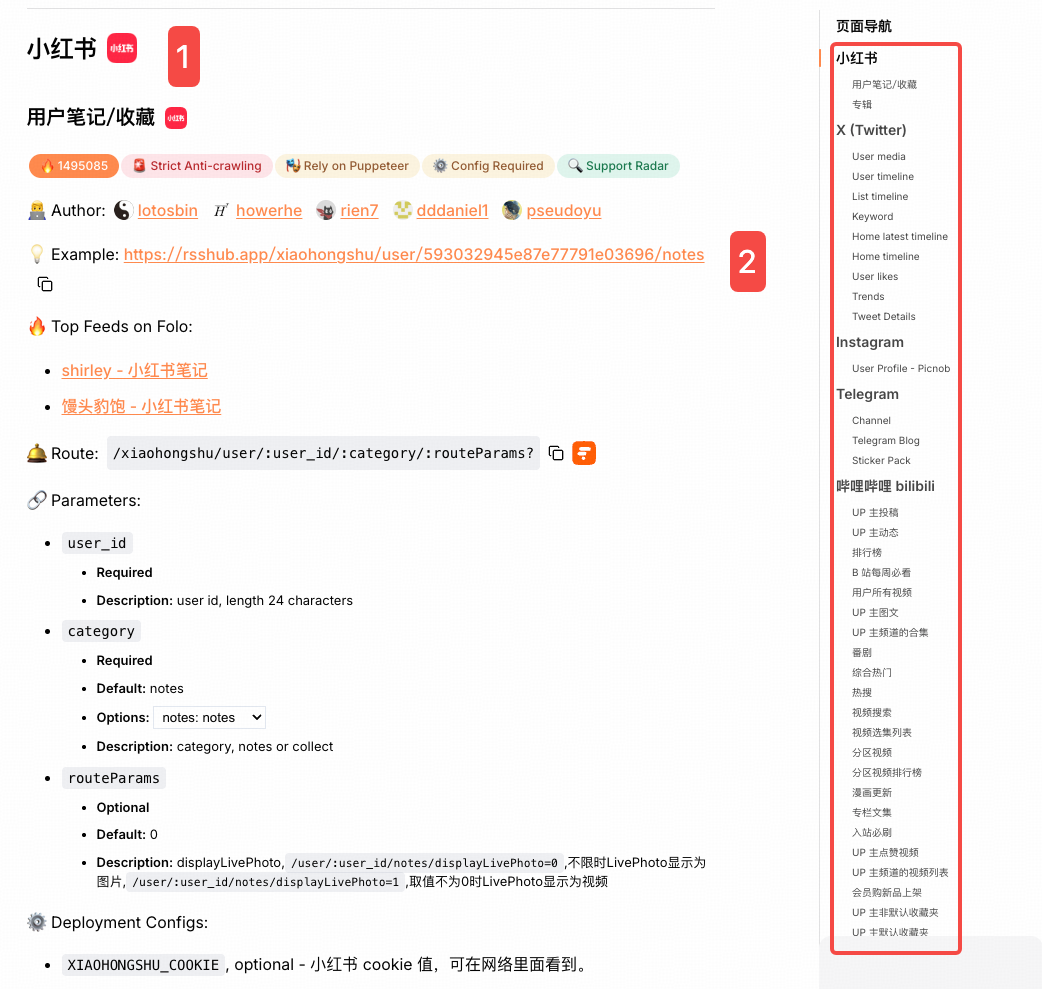 小红书 小红书
1
用户笔记/收藏 小红书
🔥 1495085 🚨 Strict Anti-crawling Rely on Puppeteer ⚙️ Config Required 🔍 Support Radar
👨‍💻 Author: lotosbin howerhe rien7 dddaniel1 pseudoyu
💡 Example: https://rsshub.app/xiaohongshu/user/593032945e87e77791e03696/notes
2
🔥 Top Feeds on Folo:
• shirley - 小红书笔记
• 馒头豹饱 - 小红书笔记
🛎️ Route: /xiaohongshu/user/:user_id/:category/:routeParams?
🔗 Parameters:
• user_id
• Required
• Description: user id, length 24 characters
• category
• Required
• Default: notes
• Options: notes: notes
• Description: category, notes or collect
• routeParams
• Optional
• Default: 0
• Description: displayLivePhoto, /user/:user_id/notes/displayLivePhoto=0 ,不限时LivePhoto显示为
图片, /user/:user_id/notes/displayLivePhoto=1 ,取值不为0时LivePhoto显示为视频
⚙️ Deployment Configs:
• XIAOHONGSHU_COOKIE , optional - 小红书 cookie 值，可在网络里面看到。
页面导航
小红书
用户笔记/收藏
专辑
X (Twitter)
User media
User timeline
List timeline
Keyword
Home latest timeline
Home timeline
User likes
Trends
Tweet Details
Instagram
User Profile - Picnob
Telegram
Channel
Telegram Blog
Sticker Pack
哔哩哔哩 bilibili
UP 主投稿
UP 主动态
排行榜
B 站每周必看
用户所有视频
UP 主图文
UP 主频道的合集
番剧
综合热门
热搜
视频搜索
视频选集列表
分区视频
分区视频排行榜
漫画更新
专栏文集
入站必刷
UP 主点赞视频
UP 主频道的视频列表
会员购新品上架
UP 主非默认收藏夹
UP 主默认收藏夹